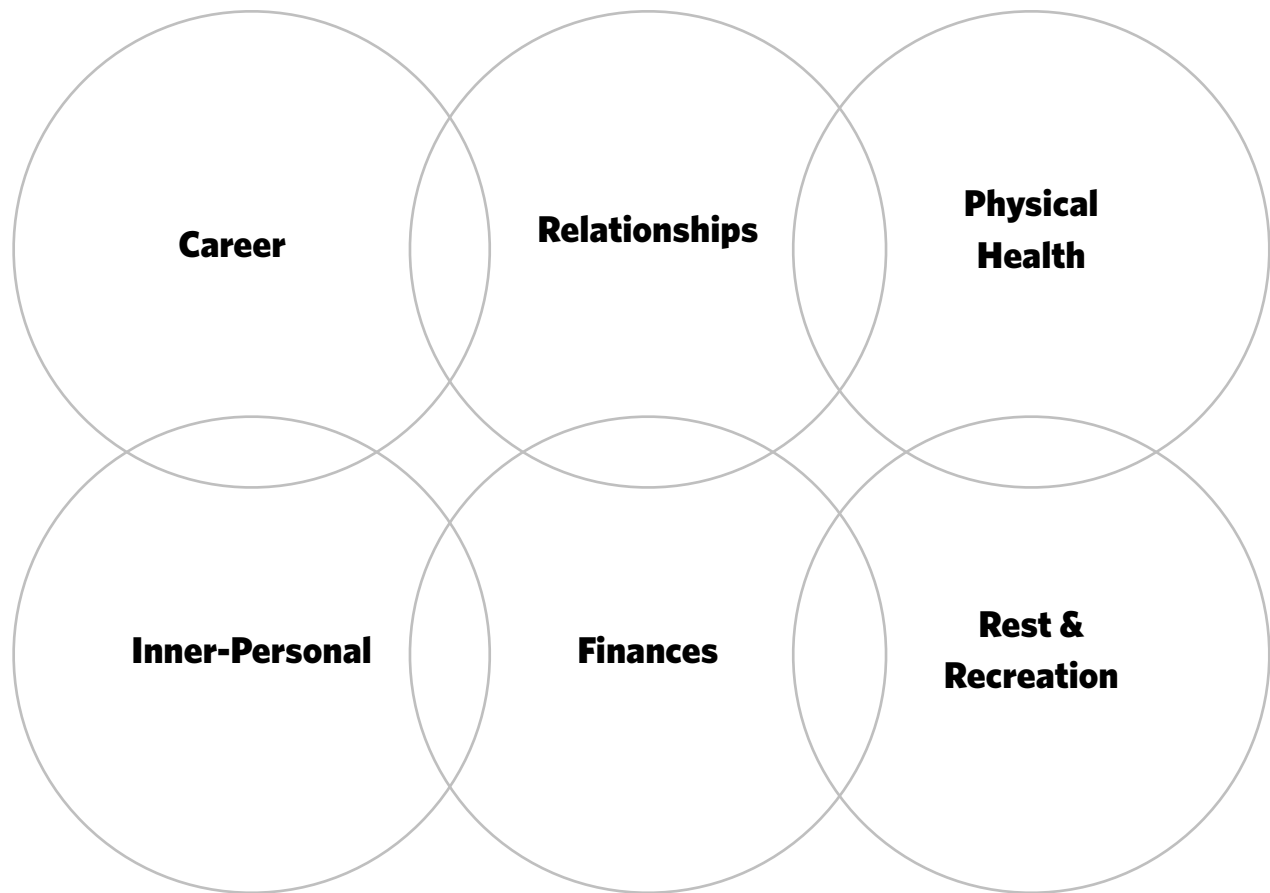 Career
Relationships
Physical
Health
Inner-Personal
Finances
Rest &
Recreation